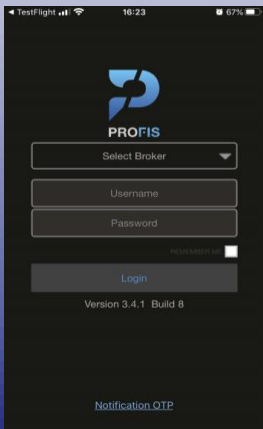 TestFlight 16:23 67%
PROFIS
Select Broker
Username
Password
REMEMBER ME
Login
Version 3.4.1 Build 8
Notification OTP